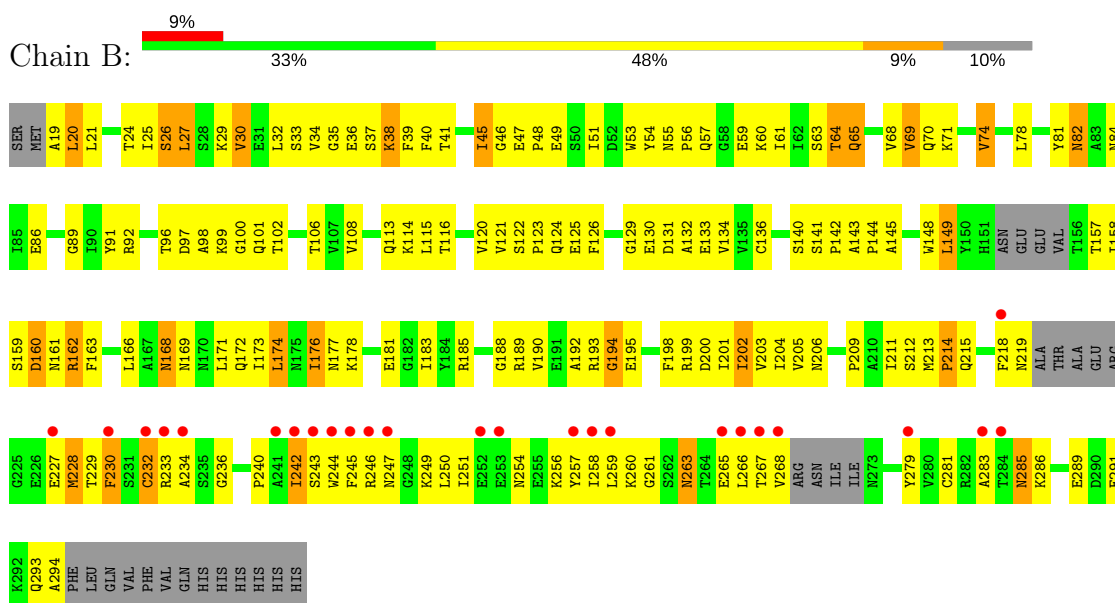 9%
Chain B:
33% 48% 9% 10%
SER MET A19 L20 L21 T24 I25 S26 L27 S28 K29 V30 E31 L32 S33 V34 G35 E36 S37 K38 F39 F40 T41 I45 G46 E47 P48 E49 S50 I51 D52 W53 Y54 N55 P56 Q57 G58 E59 K60 I61 I62 S63 T64 Q65 V68 V69 Q70 K71 V74 L78 Y81 N82 A83 N84
I85 E86 G89 I90 Y91 R92 T96 D97 A98 K99 G100 Q101 T102 T106 V107 V108 Q113 K114 L115 T116 V120 V121 S122 P123 Q124 E125 F126 G129 E130 D131 A132 E133 V134 V135 C136 S140 S141 P142 A143 P144 A145 W148 L149 Y150 H151 ASN GLU GLU VAL T156 T157 I158
S159 D160 N161 R162 F163 L166 A167 N168 N169 N170 L171 Q172 I173 L174 N175 I176 N177 K178 E181 G182 I183 Y184 R185 G188 R189 V190 E191 A192 R193 G194 E195 F198 R199 D200 I201 I202 V203 I204 V205 N206 P209 A210 I211 S212 M213 P214 Q215 F218 N219 ALA THR ALA GLU ARG
G225 E226 E227 M228 T229 F230 S231 C232 R233 A234 S235 G236 P240 A241 I242 S243 W244 F245 R246 N247 G248 K249 L250 I251 E252 E253 N254 E255 K256 Y257 I258 L259 K260 G261 S262 N263 T264 E265 L266 T267 V268 ARG ASN ILE ILE N273 Y279 V280 C281 R282 A283 T284 N285 K286 E289 D290 E291
K292 Q293 A294 PHE LEU GLN VAL PHE VAL GLN HIS HIS HIS HIS HIS HIS